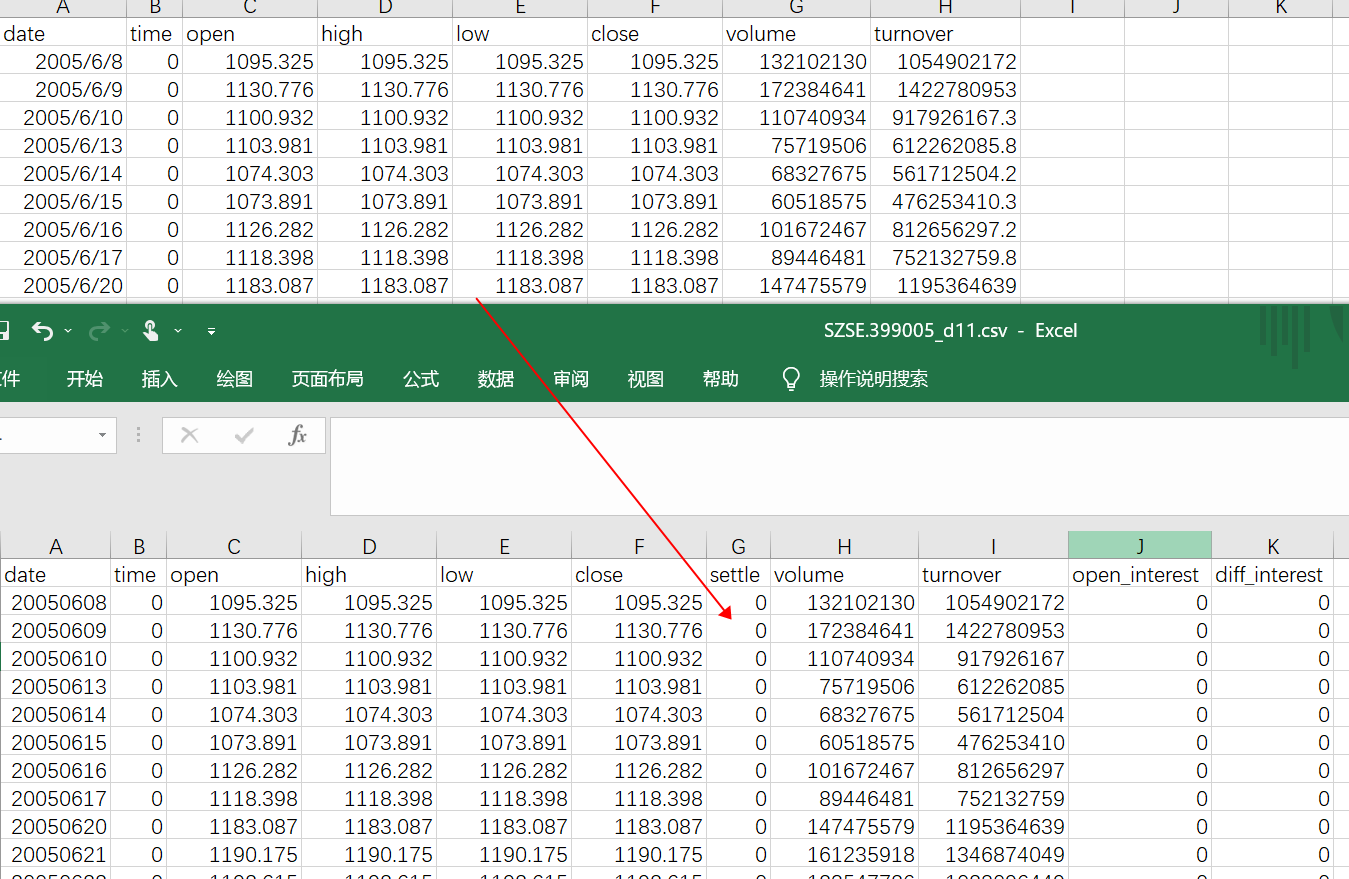 A B C D E F G H I J K
date time open high low close volume turnover
2005/6/8 0 1095.325 1095.325 1095.325 1095.325 132102130 1054902172
2005/6/9 0 1130.776 1130.776 1130.776 1130.776 172384641 1422780953
2005/6/10 0 1100.932 1100.932 1100.932 1100.932 110740934 917926167.3
2005/6/13 0 1103.981 1103.981 1103.981 1103.981 75719506 612262085.8
2005/6/14 0 1074.303 1074.303 1074.303 1074.303 68327675 561712504.2
2005/6/15 0 1073.891 1073.891 1073.891 1073.891 60518575 476253410.3
2005/6/16 0 1126.282 1126.282 1126.282 1126.282 101672467 812656297.2
2005/6/17 0 1118.398 1118.398 1118.398 1118.398 89446481 752132759.8
2005/6/20 0 1183.087 1183.087 1183.087 1183.087 147475579 1195364639
SZSE.399005_d11.csv - Excel
件 开始 插入 绘图 页面布局 公式 数据 审阅 视图 帮助 操作说明搜索
fx
A B C D E F G H I J K
date time open high low close settle volume turnover open_interest diff_interest
20050608 0 1095.325 1095.325 1095.325 1095.325 0 132102130 1054902172 0 0
20050609 0 1130.776 1130.776 1130.776 1130.776 0 172384641 1422780953 0 0
20050610 0 1100.932 1100.932 1100.932 1100.932 0 110740934 917926167 0 0
20050613 0 1103.981 1103.981 1103.981 1103.981 0 75719506 612262085 0 0
20050614 0 1074.303 1074.303 1074.303 1074.303 0 68327675 561712504 0 0
20050615 0 1073.891 1073.891 1073.891 1073.891 0 60518575 476253410 0 0
20050616 0 1126.282 1126.282 1126.282 1126.282 0 101672467 812656297 0 0
20050617 0 1118.398 1118.398 1118.398 1118.398 0 89446481 752132759 0 0
20050620 0 1183.087 1183.087 1183.087 1183.087 0 147475579 1195364639 0 0
20050621 0 1190.175 1190.175 1190.175 1190.175 0 161235918 1346874049 0 0